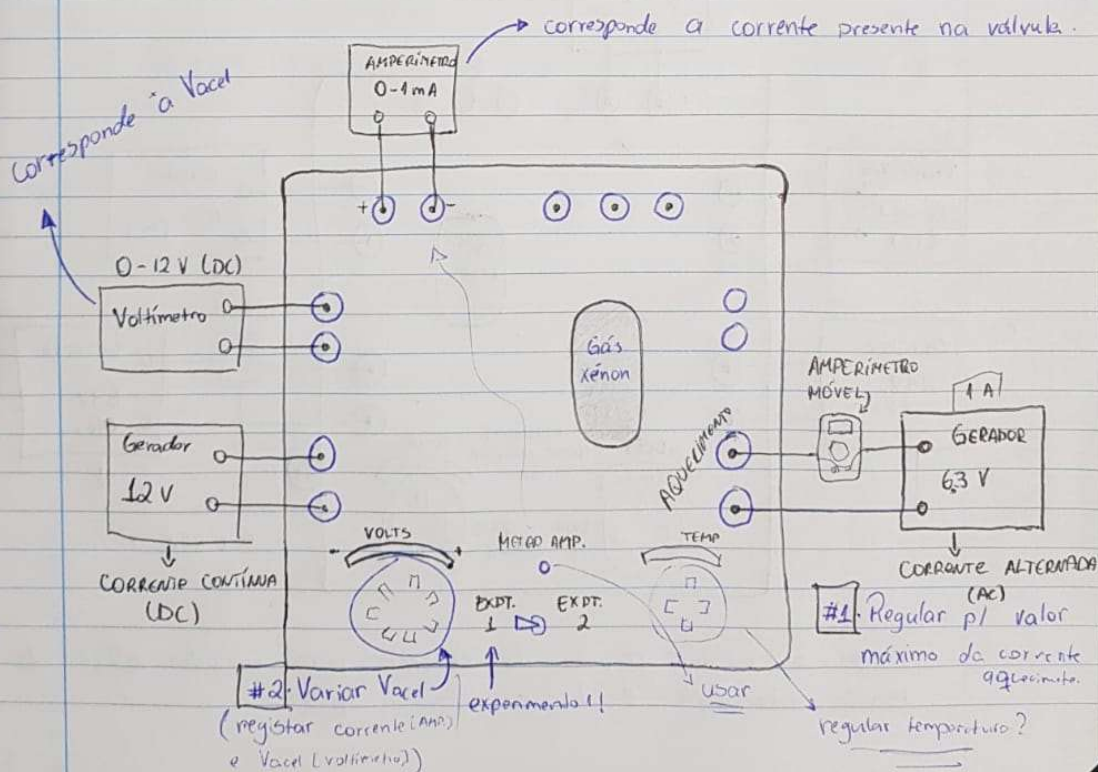 corresponde a corrente presente na válvula.
AMPERÍMETRO
0-1 mA
corresponde à Vacel
+ -
0-12 V (DC)
Voltímetro
Gás
xénon
AMPERÍMETRO
MÓVEL
1 A
GERADOR
6.3 V
Gerador
12 V
AQUECIMENTO
CORRENTE CONTÍNUA
(DC)
CORRENTE ALTERNADA
(AC)
- VOLTS +
METER AMP.
TEMP
EXPT. EXPT.
1 2
#1. Regular p/ valor
máximo da corrente
aquecimento.
#2. Variar Vacel
(registar corrente (AMP.)
e Vacel (voltímetro))
experimento 1!
usar
regular temperatura?